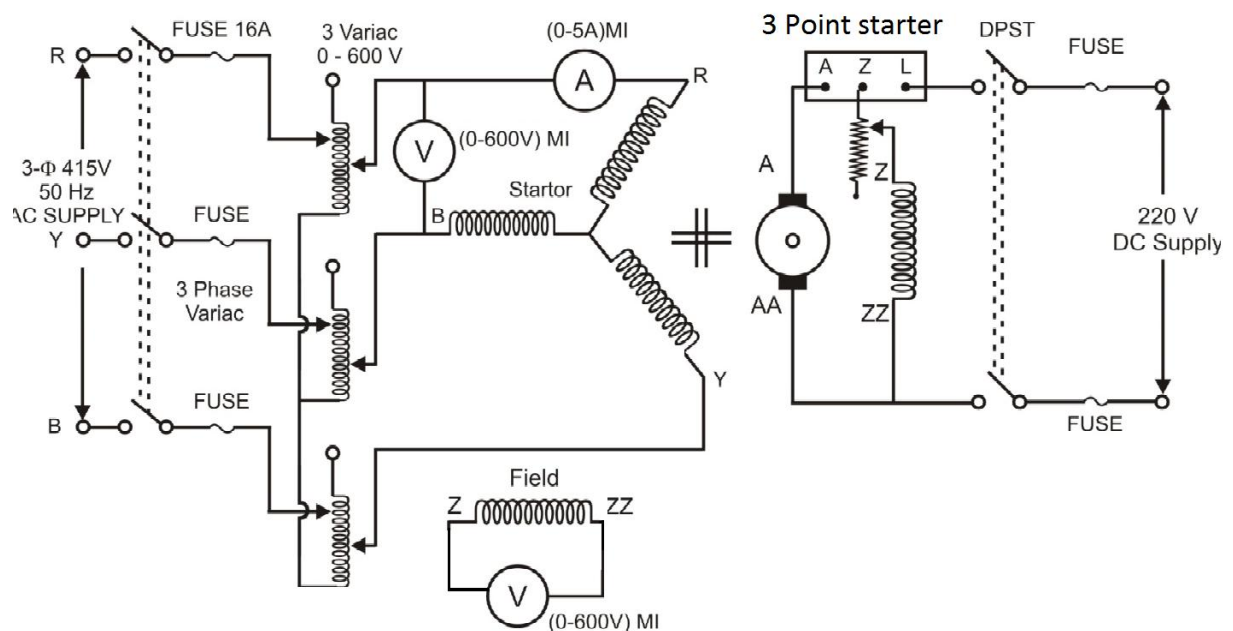 R
FUSE 16A
3 Variac
0 - 600 V
(0-5A)MI
A
R
V
(0-600V) MI
3-Φ 415V
50 Hz
AC SUPPLY
Y
FUSE
Startor
B
3 Phase
Variac
Y
B
FUSE
Field
Z
ZZ
V
(0-600V) MI
3 Point starter
A Z L
DPST
FUSE
A
Z
AA
ZZ
220 V
DC Supply
FUSE